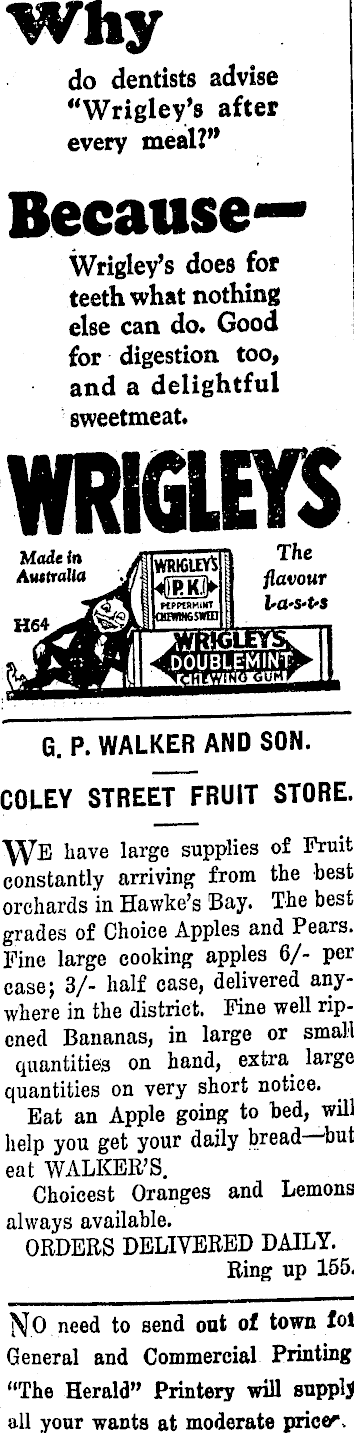 Why
do dentists advise
“Wrigley's after
every meal?”
Because—
Wrigley's does for
teeth what nothing
else can do. Good
for digestion too,
and a delightful
sweetmeat.
WRIGLEYS
Made in
Australia
The
flavour
l-a-s-t-s
H64
WRIGLEYS
P.K.
PEPPERMINT
CHEWING SWEET
WRIGLEYS
DOUBLEMINT
CHEWING GUM
G. P. WALKER AND SON.
COLEY STREET FRUIT STORE.
WE have large supplies of Fruit
constantly arriving from the best
orchards in Hawke's Bay. The best
grades of Choice Apples and Pears.
Fine large cooking apples 6/- per
case; 3/- half case, delivered any-
where in the district. Fine well rip-
ened Bananas, in large or small
quantities on hand, extra large
quantities on very short notice.
Eat an Apple going to bed, will
help you get your daily bread—but
eat WALKER'S.
Choicest Oranges and Lemons
always available.
ORDERS DELIVERED DAILY.
Ring up 155.
NO need to send out of town for
General and Commercial Printing
“The Herald” Printery will supply
all your wants at moderate prices.